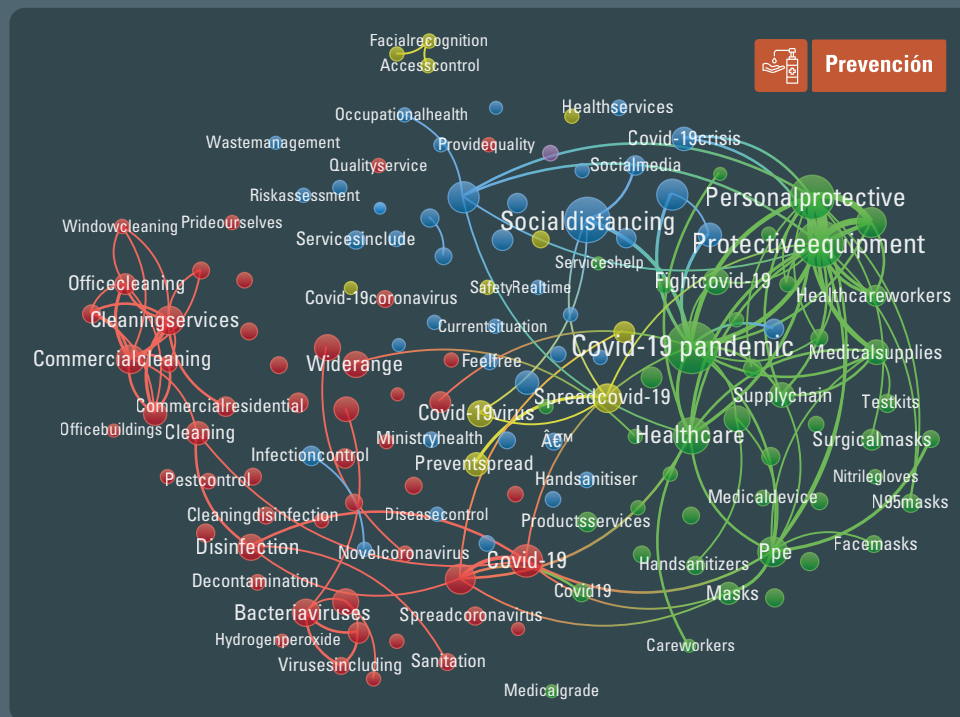 Facialrecognition
Accesscontrol
Prevención
Occupationalhealth
Healthservices
Wastemanagement
Providequality
Covid-19crisis
Qualityservice
Socialmedia
Riskassessment
Personalprotective
Windowcleaning
Prideourselves
Socialdistancing
Servicesinclude
Protectiveequipment
Serviceshelp
Officecleaning
Fightcovid-19
Covid-19coronavirus
SafetyRealtime
Healthcareworkers
Cleaningservices
Currentsituation
Commercialcleaning
Widerange
Feelfree
Covid-19 pandemic
Medicalsupplies
Commercialresidential
Covid-19virus
Spreadcovid-19
Supplychain
Testkits
Officebuildings
Cleaning
Ministryhealth
™
Healthcare
Surgicalmasks
Infectioncontrol
Preventspread
Pestcontrol
Handsanitiser
Nitrilegloves
Medicaldevice
N95masks
Cleaningdisinfection
Diseasecontrol
Productsservices
Disinfection
Novelcoronavirus
Covid-19
Ppe
Facemasks
Handsanitizers
Decontamination
Covid19
Masks
Bacteriaviruses
Spreadcoronavirus
Hydrogenperoxide
Careworkers
Virusesincluding
Sanitation
Medicalgrade